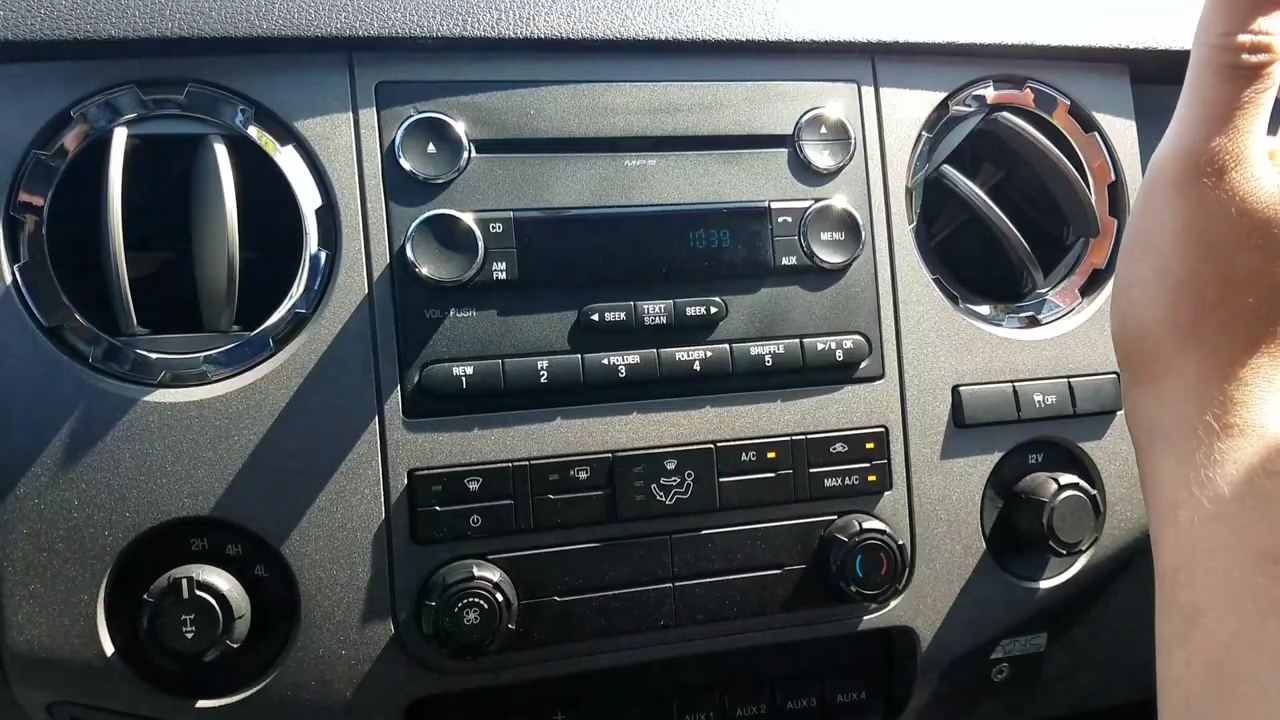 MP3
CD
10:39
MENU
AM
FM
AUX
VOL-PUSH
◀ SEEK
TEXT
SCAN
SEEK ▶
REW
1
FF
2
◀ FOLDER
3
FOLDER ▶
4
SHUFFLE
5
▶/II OK
6
OFF
A/C
MAX A/C
R
12V
2H
4H
4L
SYNC
AUX 1
AUX 2
AUX 3
AUX 4